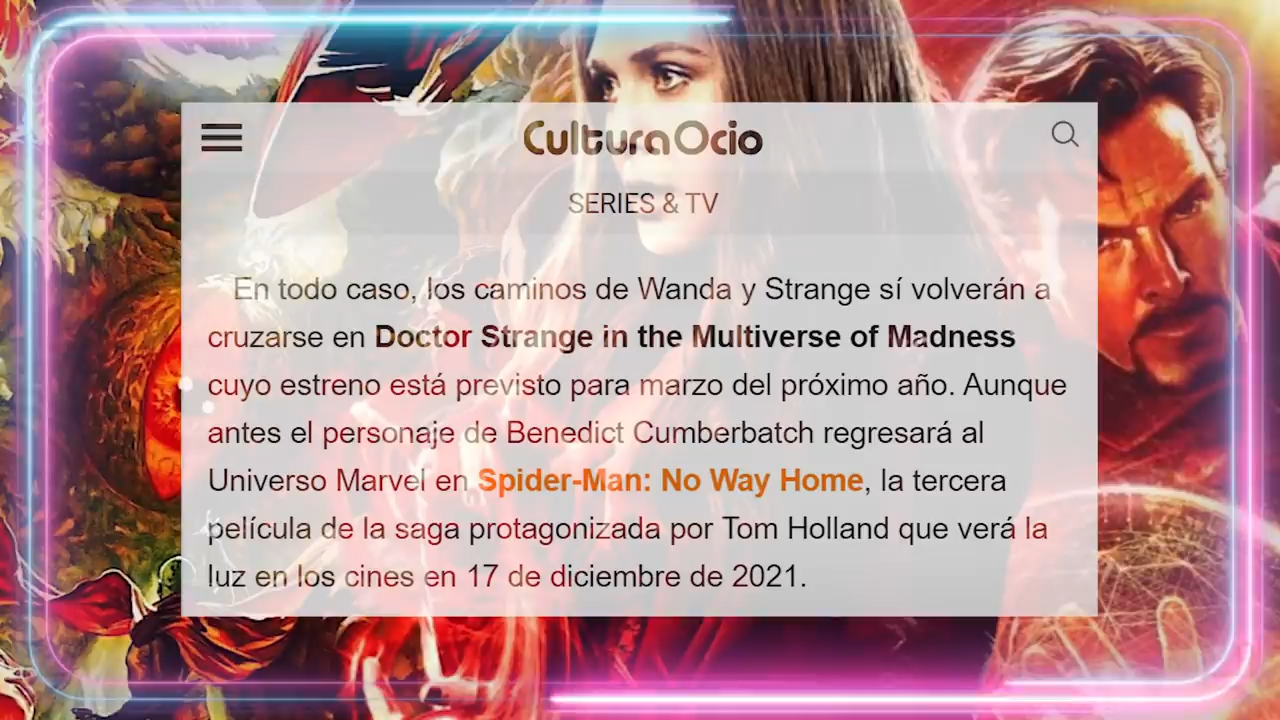 CulturaOcio
SERIES & TV
En todo caso, los caminos de Wanda y Strange sí volverán a
cruzarse en Doctor Strange in the Multiverse of Madness
cuyo estreno está previsto para marzo del próximo año. Aunque
antes el personaje de Benedict Cumberbatch regresará al
Universo Marvel en Spider-Man: No Way Home, la tercera
película de la saga protagonizada por Tom Holland que verá la
luz en los cines en 17 de diciembre de 2021.